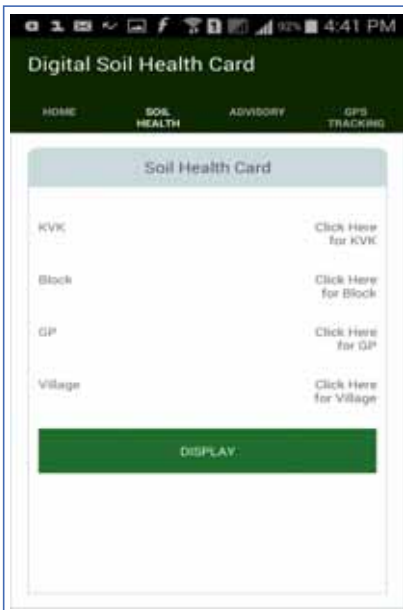 92% 4:41 PM
Digital Soil Health Card
HOME SOIL HEALTH ADVISORY GPS TRACKING
Soil Health Card
KVK Click Here
for KVK
Block Click Here
for Block
GP Click Here
for GP
Village Click Here
for Village
DISPLAY